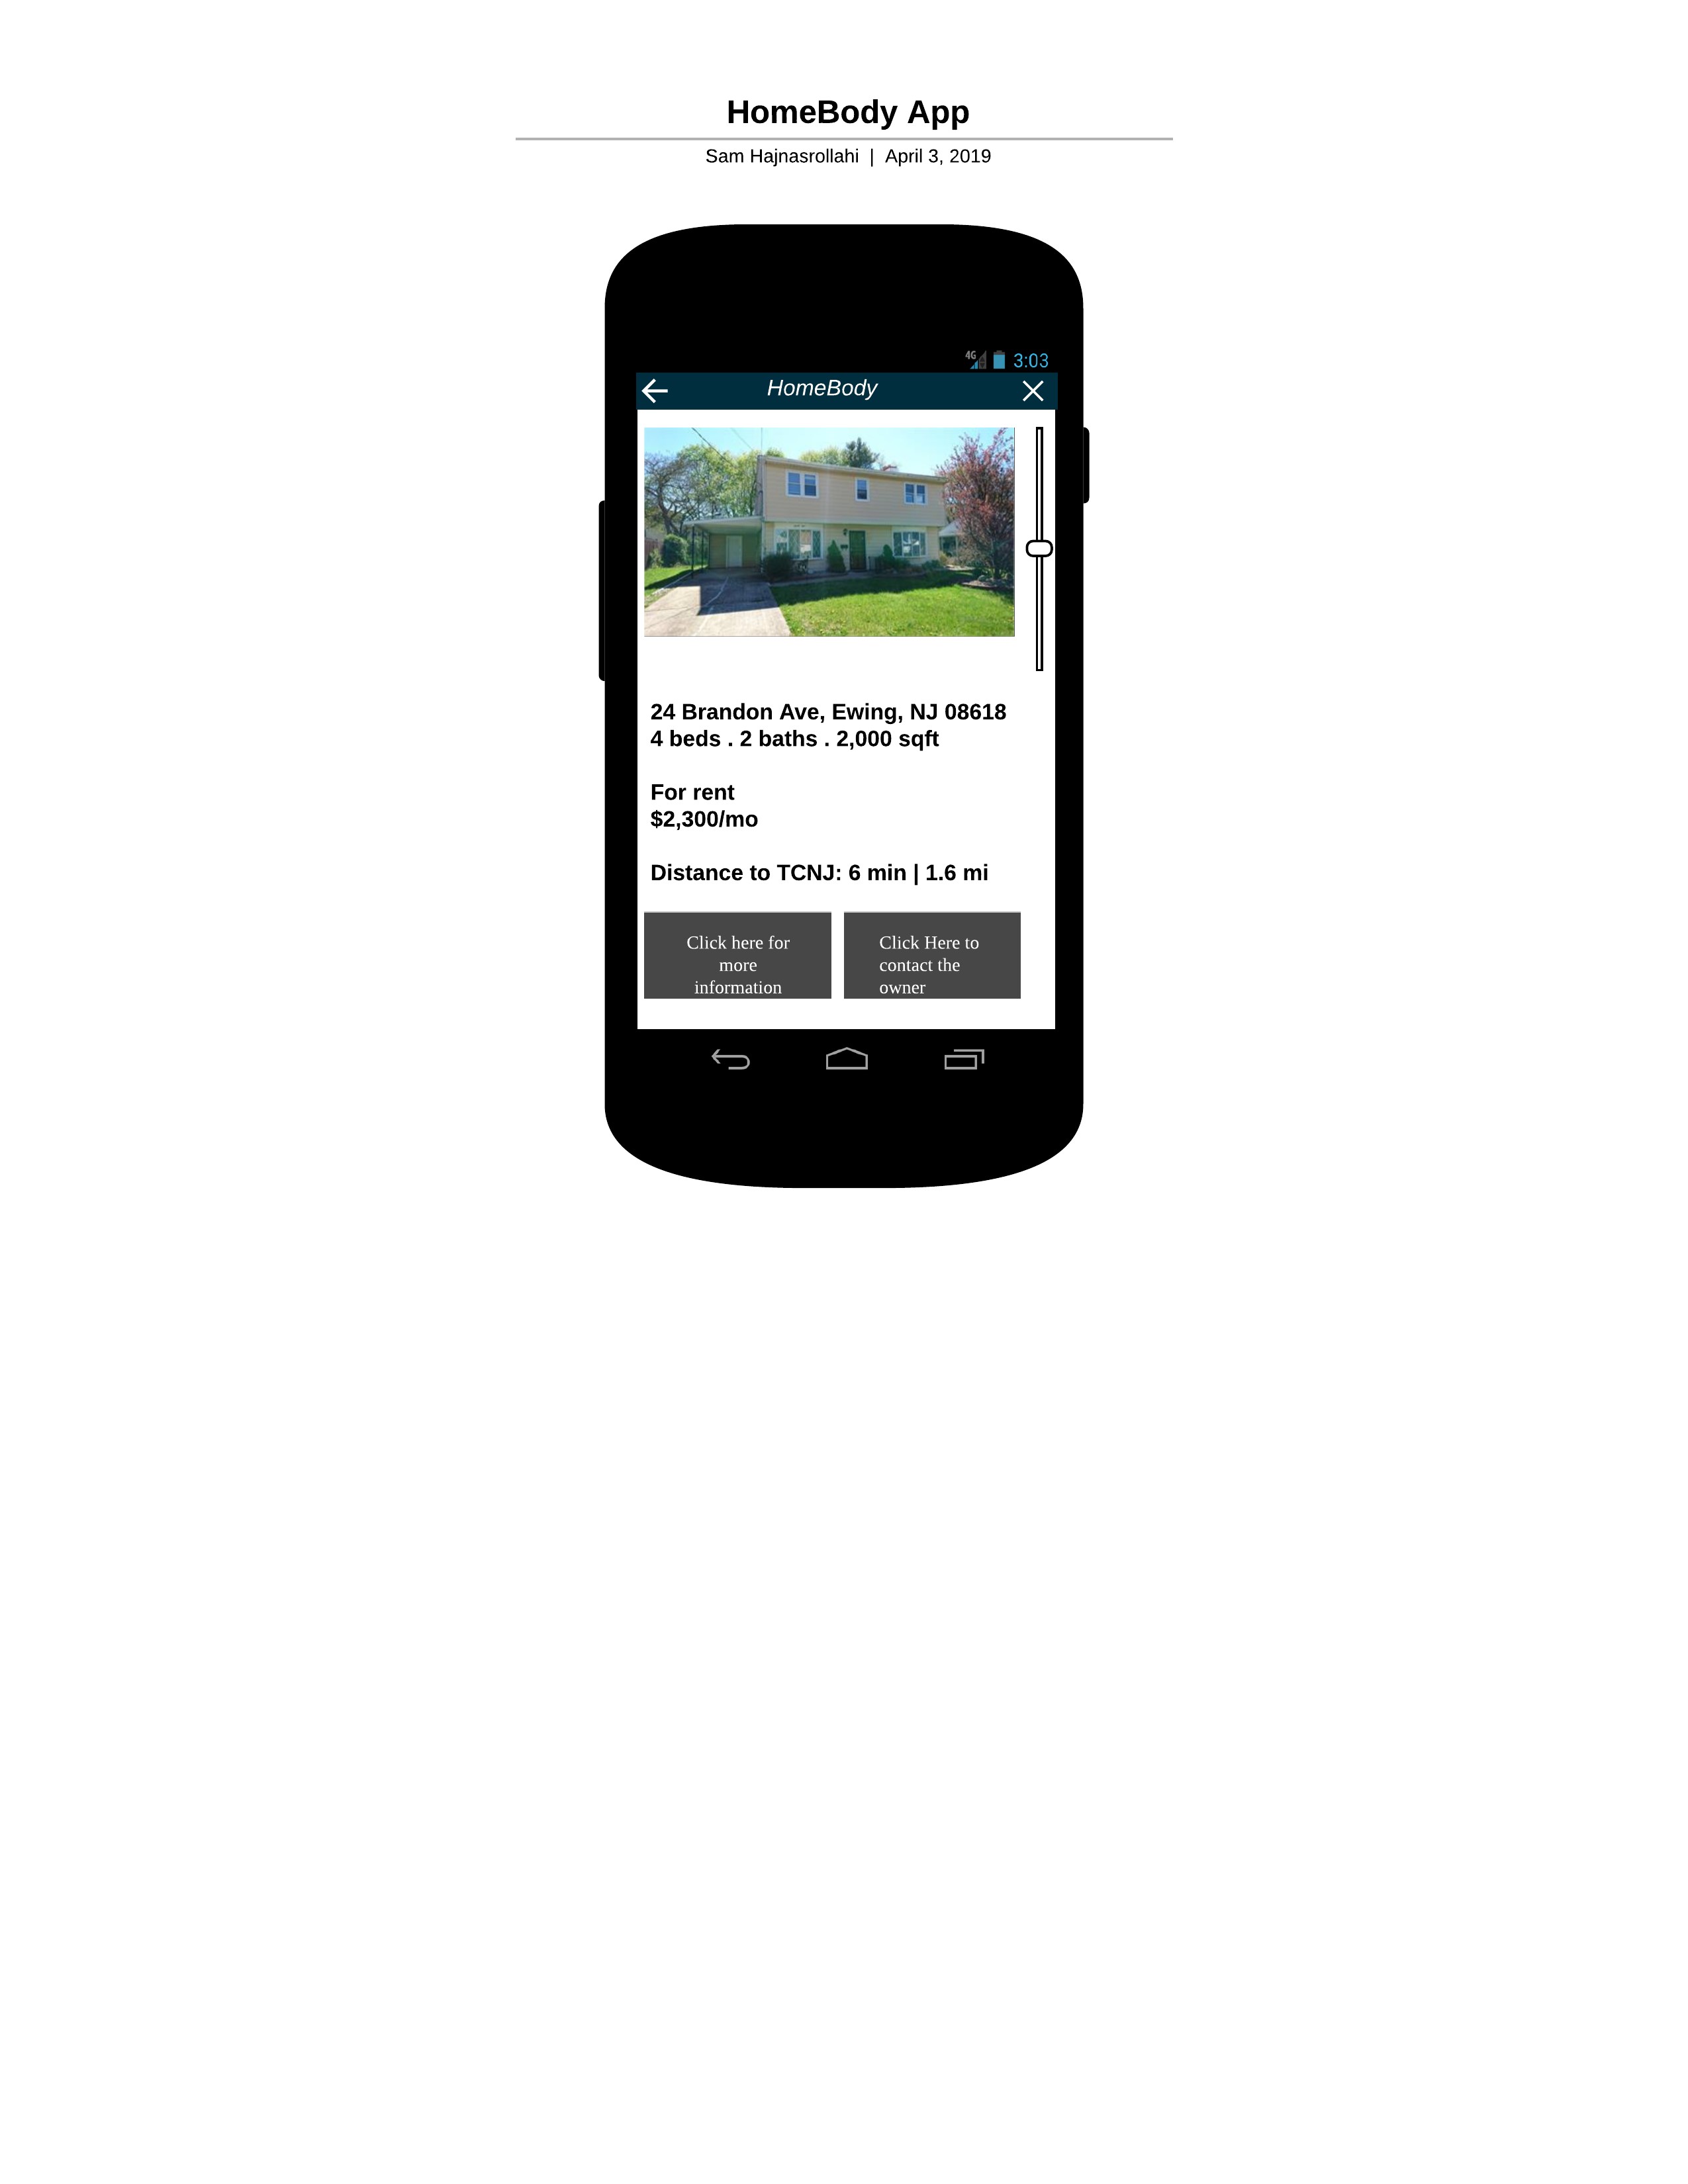 HomeBody App
Sam Hajnasrollahi | April 3, 2019
4G 3:03
HomeBody
24 Brandon Ave, Ewing, NJ 08618
4 beds . 2 baths . 2,000 sqft
For rent
$2,300/mo
Distance to TCNJ: 6 min | 1.6 mi
Click here for
more
information
Click Here to
contact the
owner